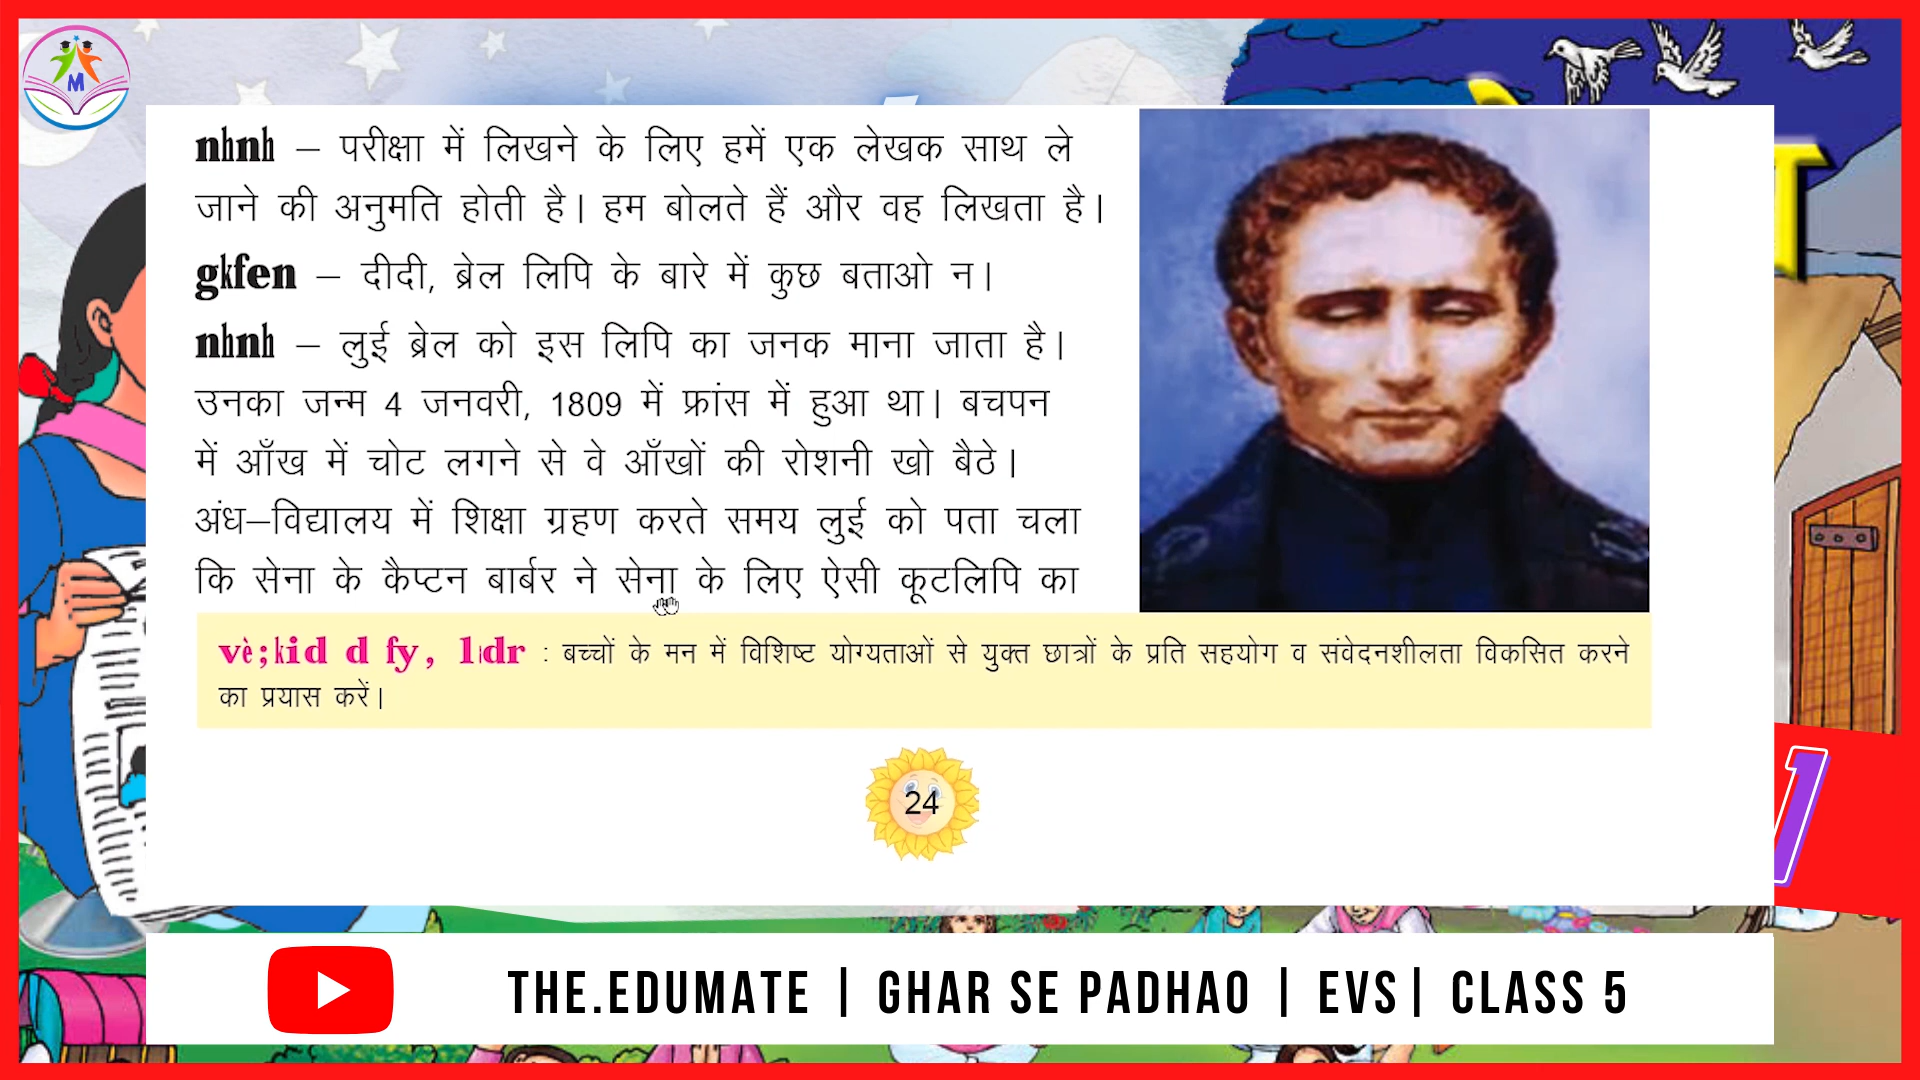 M
nhnh – परीक्षा में लिखने के लिए हमें एक लेखक साथ ले
जाने की अनुमति होती है। हम बोलते हैं और वह लिखता है।
gkfen – दीदी, ब्रेल लिपि के बारे में कुछ बताओ न।
nhnh – लुई ब्रेल को इस लिपि का जनक माना जाता है।
उनका जन्म 4 जनवरी, 1809 में फ्रांस में हुआ था। बचपन
में आँख में चोट लगने से वे आँखों की रोशनी खो बैठे।
अंध–विद्यालय में शिक्षा ग्रहण करते समय लुई को पता चला
कि सेना के कैप्टन बार्बर ने सेना के लिए ऐसी कूटलिपि का
vè;kid d fy, ldr : बच्चों के मन में विशिष्ट योग्यताओं से युक्त छात्रों के प्रति सहयोग व संवेदनशीलता विकसित करने
का प्रयास करें।
24
THE.EDUMATE | GHAR SE PADHAO | EVS| CLASS 5